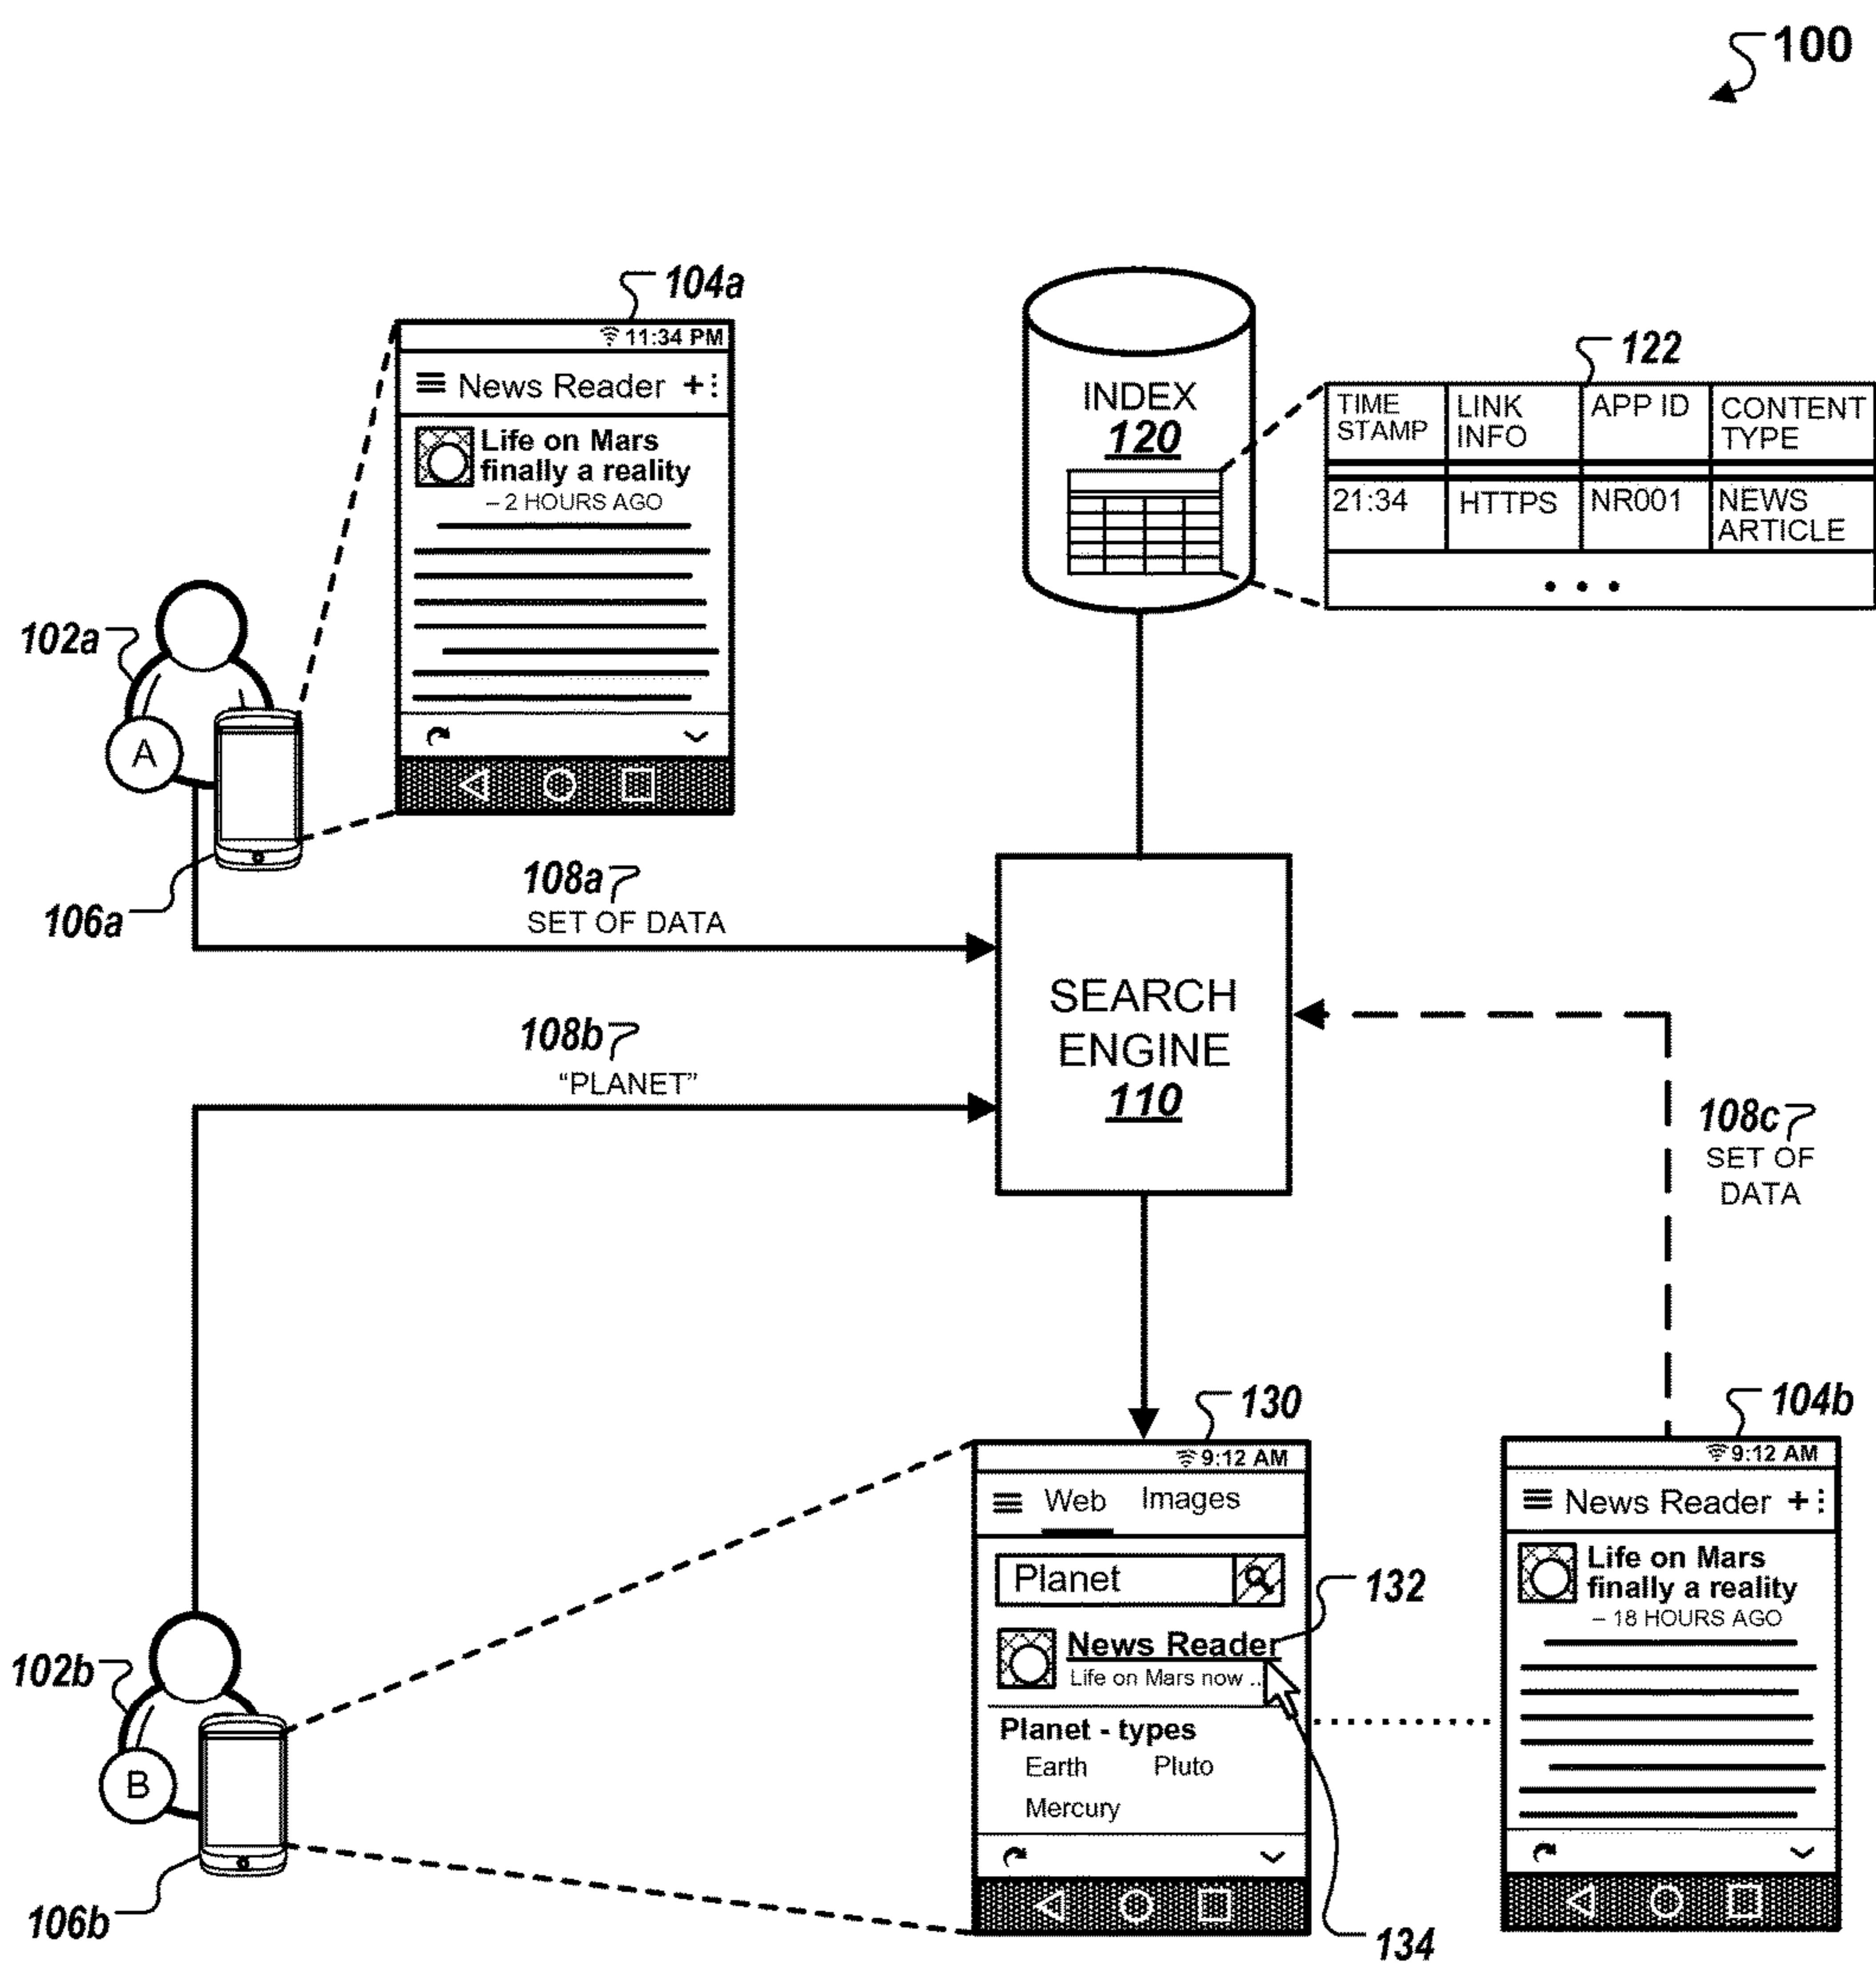 100
104a
11:34 PM
News Reader +
Life on Mars
finally a reality
– 2 HOURS AGO
102a
A
106a
INDEX
120
122
TIME STAMP
LINK INFO
APP ID
CONTENT TYPE
21:34
HTTPS
NR001
NEWS ARTICLE
• • •
108a
SET OF DATA
108b
“PLANET”
SEARCH
ENGINE
110
108c
SET OF
DATA
102b
B
106b
130
9:12 AM
Web Images
Planet
132
News Reader
Life on Mars now ..
Planet - types
Earth Pluto
Mercury
134
104b
9:12 AM
News Reader +
Life on Mars
finally a reality
– 18 HOURS AGO